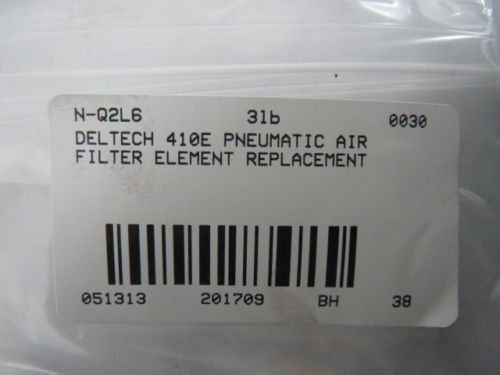 N-Q2L6 3lb 0030
DELTECH 410E PNEUMATIC AIR
FILTER ELEMENT REPLACEMENT
051313 201709 BH 38